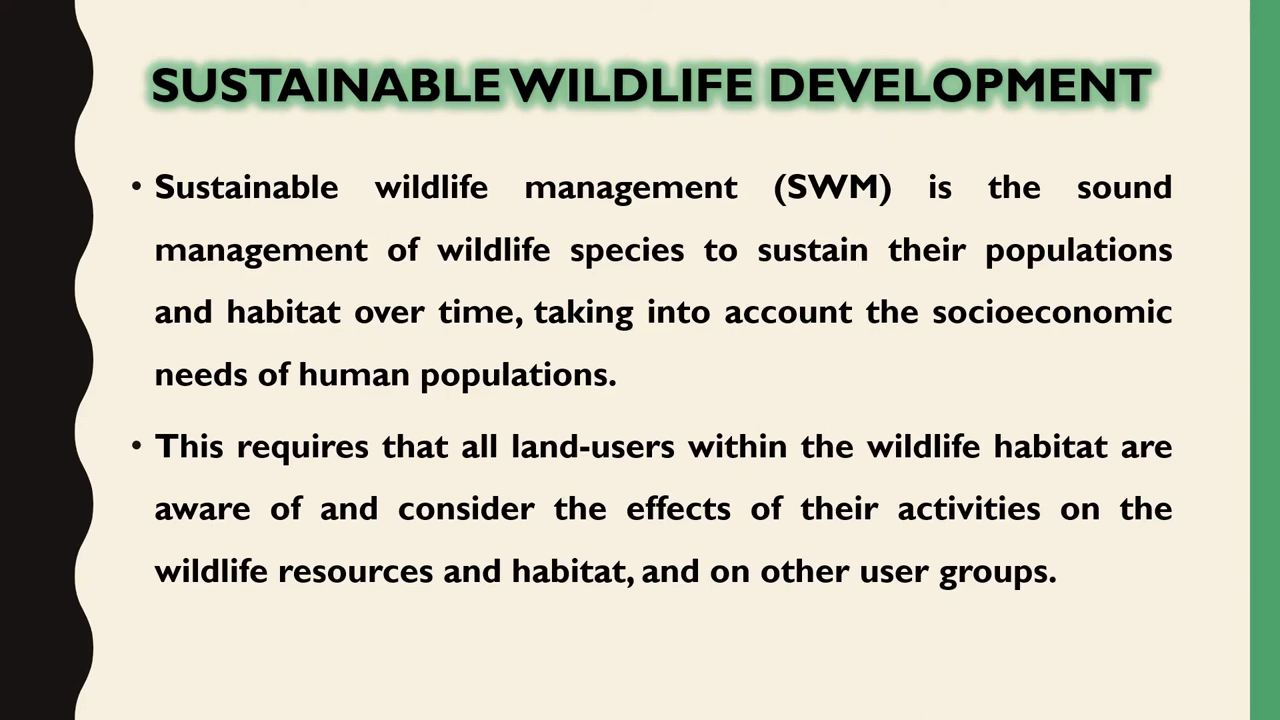 SUSTAINABLE WILDLIFE DEVELOPMENT
• Sustainable wildlife management (SWM) is the sound
management of wildlife species to sustain their populations
and habitat over time, taking into account the socioeconomic
needs of human populations.
• This requires that all land-users within the wildlife habitat are
aware of and consider the effects of their activities on the
wildlife resources and habitat, and on other user groups.